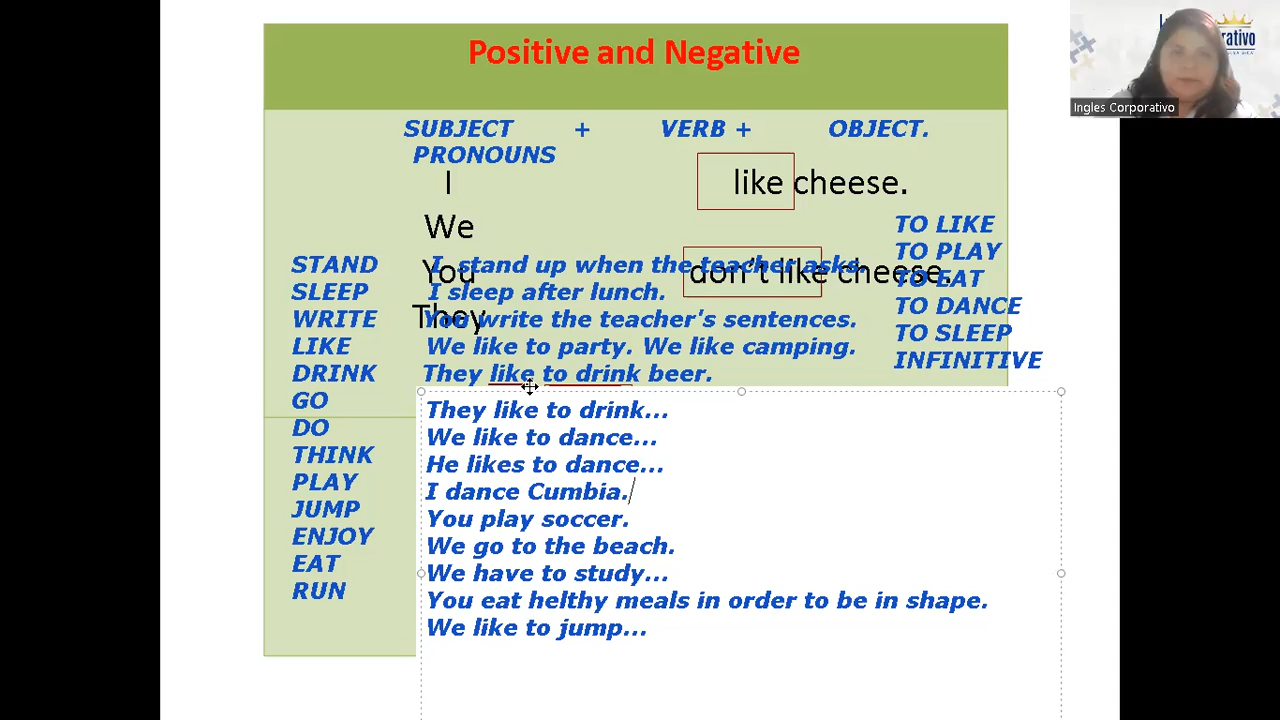 Positive and Negative
rativo
Ingles Corporativo
SUBJECT + VERB + OBJECT.
PRONOUNS
I like cheese.
We
You don't like cheese.
They
TO LIKE
TO PLAY
TO EAT
TO DANCE
TO SLEEP
INFINITIVE
STAND I stand up when the teacher asks.
SLEEP I sleep after lunch.
WRITE You write the teacher's sentences.
LIKE We like to party. We like camping.
DRINK They like to drink beer.
GO They like to drink...
DO We like to dance...
THINK He likes to dance...
PLAY I dance Cumbia.
JUMP You play soccer.
ENJOY We go to the beach.
EAT We have to study...
RUN You eat helthy meals in order to be in shape.
We like to jump...